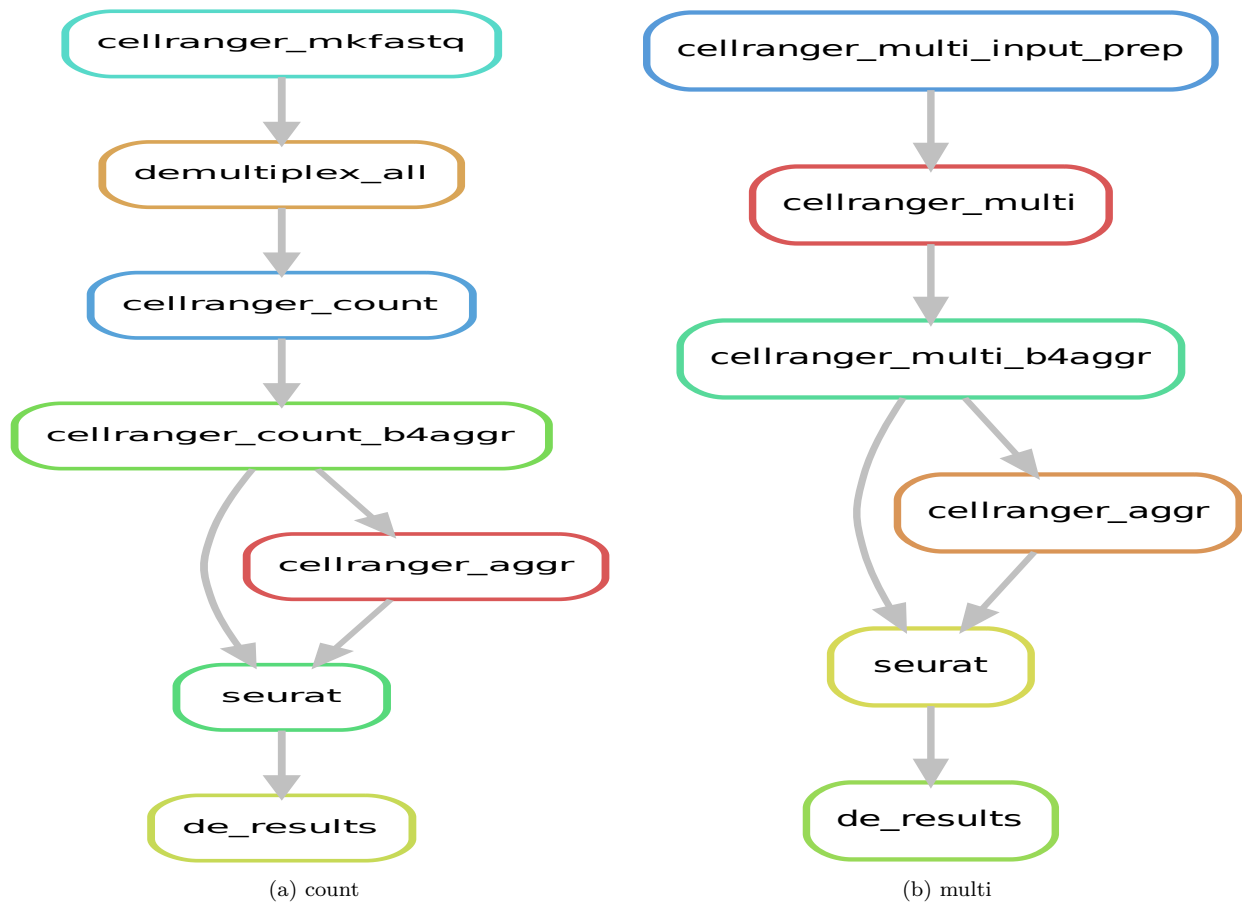 cellranger_mkfastq
demultiplex_all
cellranger_count
cellranger_count_b4aggr
cellranger_aggr
seurat
de_results
(a) count
cellranger_multi_input_prep
cellranger_multi
cellranger_multi_b4aggr
cellranger_aggr
seurat
de_results
(b) multi